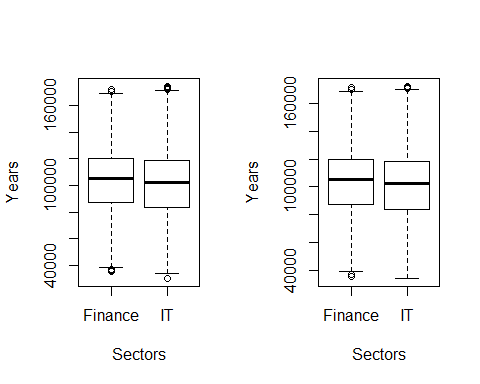 Years
160000
100000
40000
Finance IT
Sectors
Years
160000
100000
40000
Finance IT
Sectors